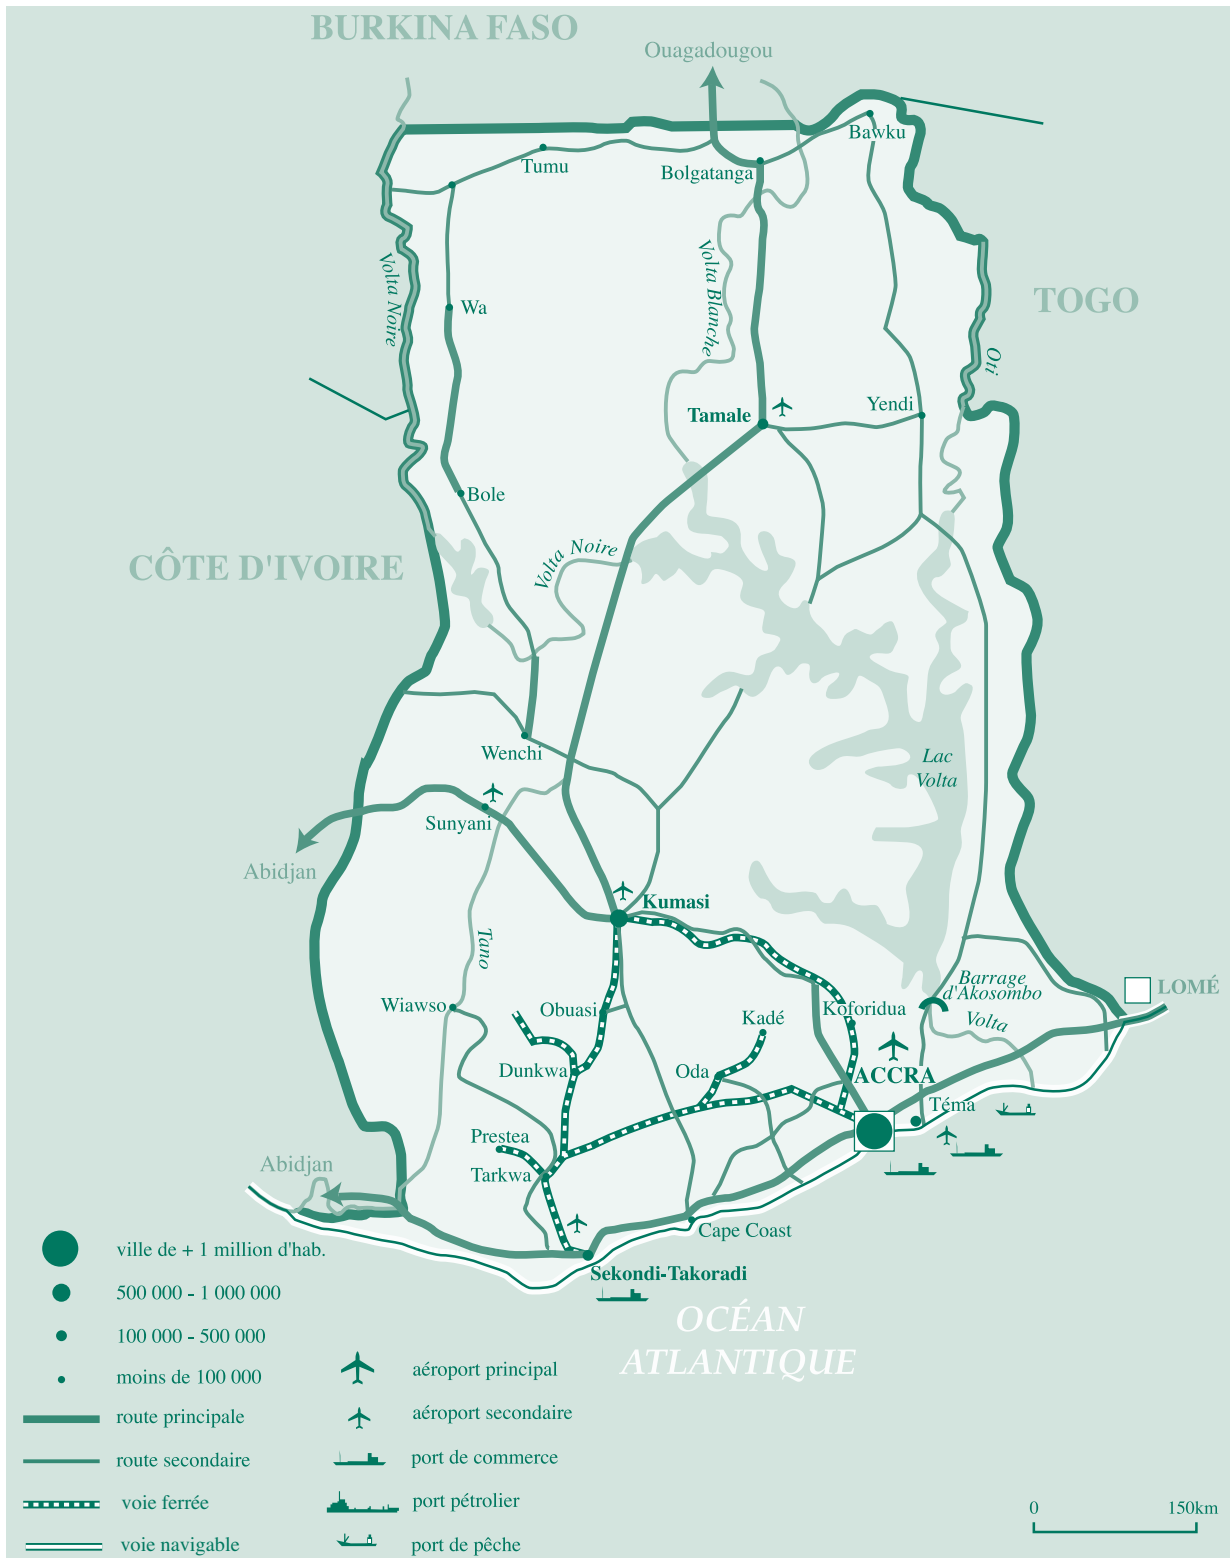 BURKINA FASO
Ouagadougou
Bawku
Tumu
Bolgatanga
Volta Noire
Volta Blanche
TOGO
Wa
Oti
Tamale
Yendi
Bole
Volta Noire
CÔTE D'IVOIRE
Wenchi
Lac
Volta
Sunyani
Abidjan
Kumasi
Tano
Barrage
d'Akosombo
LOMÉ
Wiawso
Obuasi
Kadé
Koforidua
Volta
Dunkwa
Oda
ACCRA
Téma
Prestea
Tarkwa
Abidjan
Cape Coast
Sekondi-Takoradi
OCÉAN
ATLANTIQUE
ville de + 1 million d'hab.
500 000 - 1 000 000
100 000 - 500 000
moins de 100 000
route principale
route secondaire
voie ferrée
voie navigable
aéroport principal
aéroport secondaire
port de commerce
port pétrolier
port de pêche
0 150km